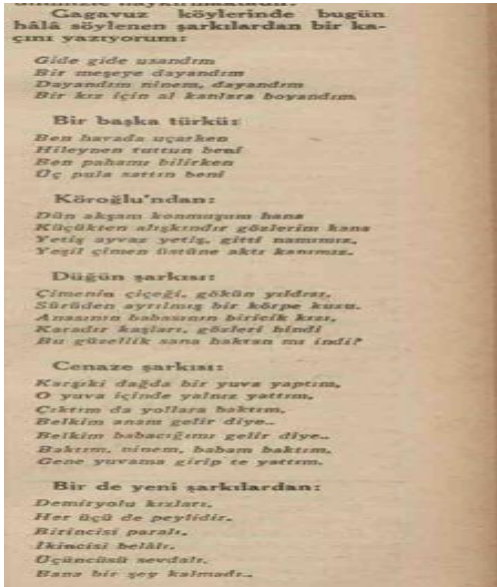 Gagavuz köylerinde bugün
hâlâ söylenen şarkılardan bir ka-
çını yazıyorum:
Gide gide usandım
Bir meşeye dayandım
Dayandım ninem, dayandım
Bir kız için al kanlara boyandım
Bir başka türkü:
Ben havada uçarken
Hileynen tuttun beni
Ben pahamı bilirken
Üç pula sattın beni
Köroğlu'ndan:
Dün akşam konmuşum hana
Küçükten alışkındır gözlerim kana
Yetiş ayvaz yetiş, gitti namımız,
Yeşil çimen üstüne aktı kanımız.
Düğün şarkısı:
Çimenin çiçeği, gökün yıldızı,
Sürüden ayrılmış bir körpe kuzu.
Anasının babasının biricik kızı,
Karadır kaşları, gözleri hindi
Bu güzellik sana haktan mı indi?
Cenaze şarkısı:
Karşıki dağda bir yuva yaptım,
O yuva içinde yalnız yattım,
Çıktım da yollara baktım,
Belkim anam gelir diye..
Belkim babacığımı gelir diye..
Baktım, ninem, babam baktım,
Gene yuvama girip te yattım.
Bir de yeni şarkılardan:
Demiryolu kızları,
Her üçü de peylidir.
Birincisi paralı,
İkincisi belâlı,
Üçüncüsü sevdalı,
Bana bir şey kalmadı..